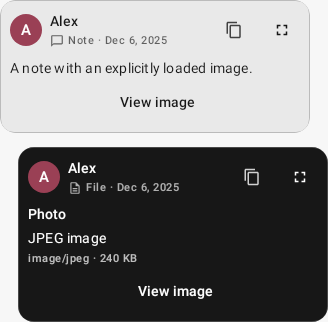 A
Alex
Note · Dec 6, 2025
A note with an explicitly loaded image.
View image
A
Alex
File · Dec 6, 2025
Photo
JPEG image
image/jpeg · 240 KB
View image